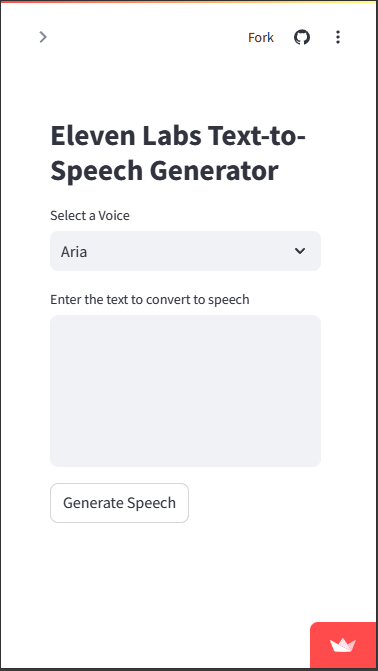 Fork
Eleven Labs Text-to-
Speech Generator
Select a Voice
Aria
Enter the text to convert to speech
Generate Speech